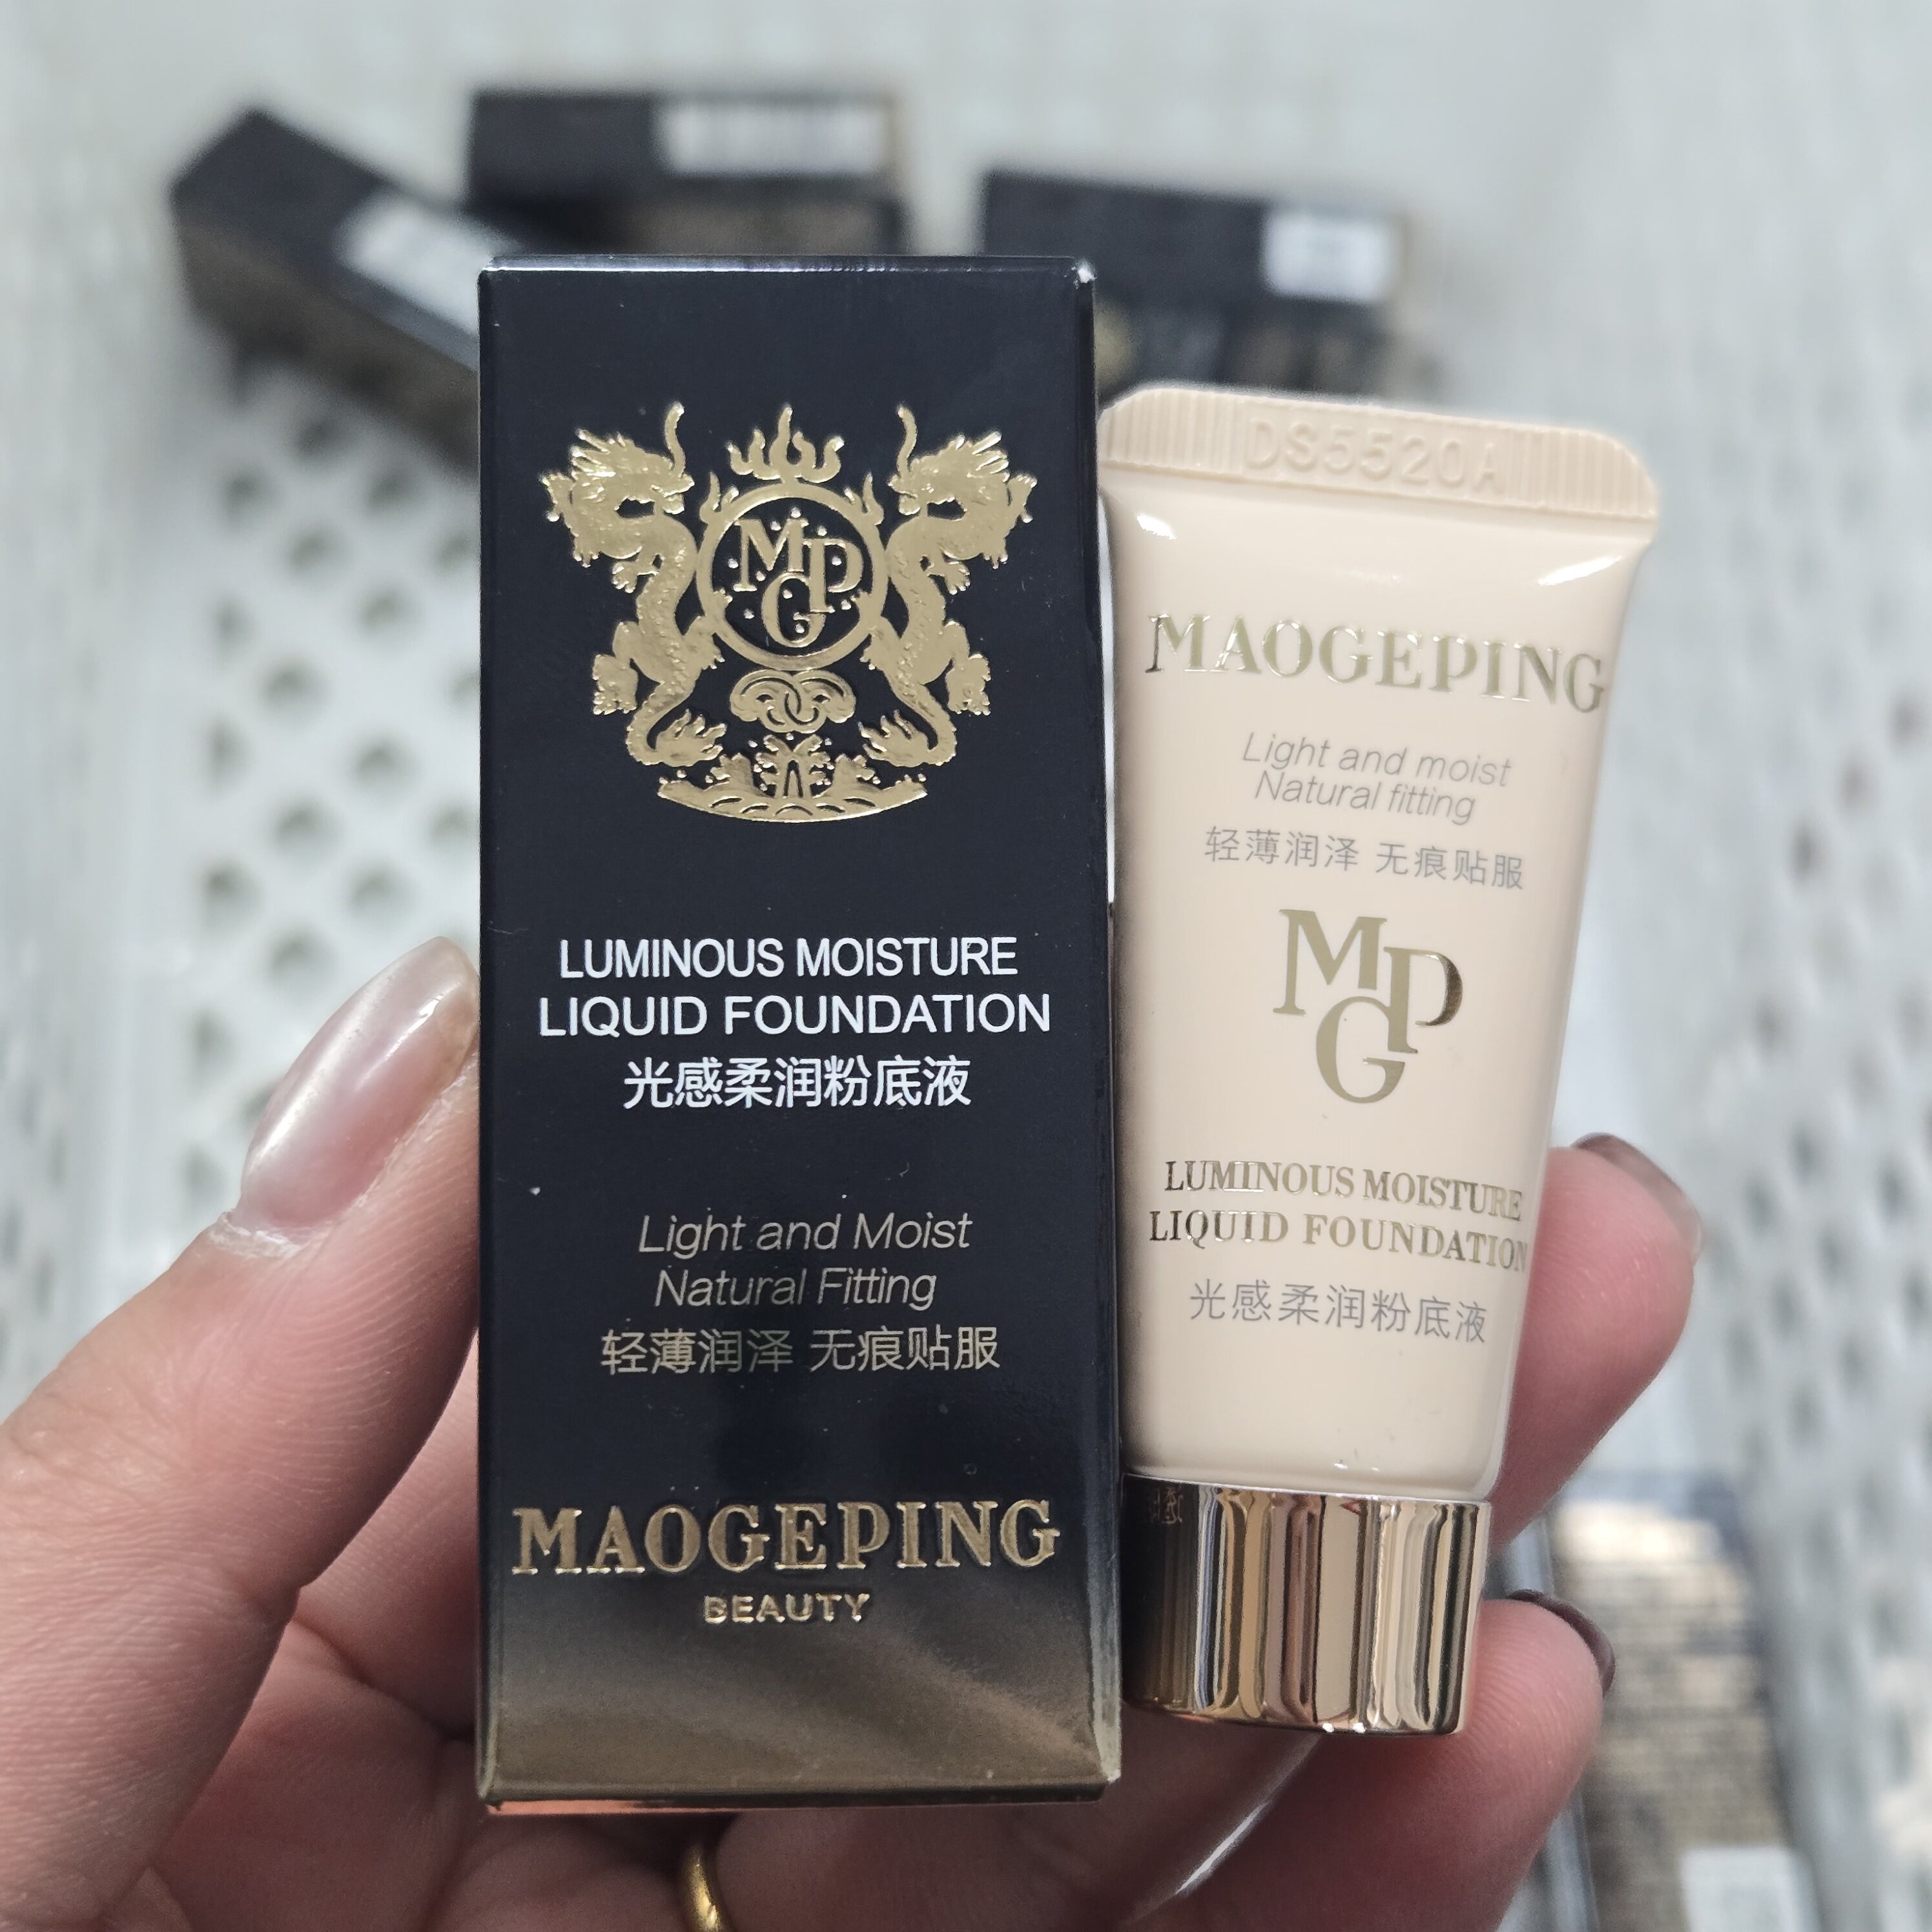 MPG
LUMINOUS MOISTURE
LIQUID FOUNDATION
光感柔润粉底液
Light and Moist
Natural Fitting
轻薄润泽 无痕贴服
MAOGEPING
BEAUTY
DS5520A
MAOGEPING
Light and moist
Natural fitting
轻薄润泽 无痕贴服
MPG
LUMINOUS MOISTURE
LIQUID FOUNDATION
光感柔润粉底液